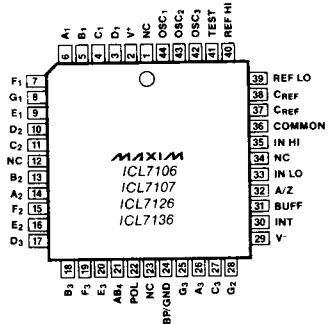 A1 B1 C1 D1 V+ NC OSC1 OSC2 OSC3 TEST REF HI
6 5 4 3 2 1 44 43 42 41 40
F1 7
G1 8
E1 9
D2 10
C2 11
NC 12
B2 13
A2 14
F2 15
E2 16
D3 17
MAXIM
ICL7106
ICL7107
ICL7126
ICL7136
39 REF LO
38 CREF
37 CREF
36 COMMON
35 IN HI
34 NC
33 IN LO
32 A/Z
31 BUFF
30 INT
29 V-
18 19 20 21 22 23 24 25 26 27 28
B3 F3 E3 AB4 POL NC BP/GND G3 A3 C3 G2